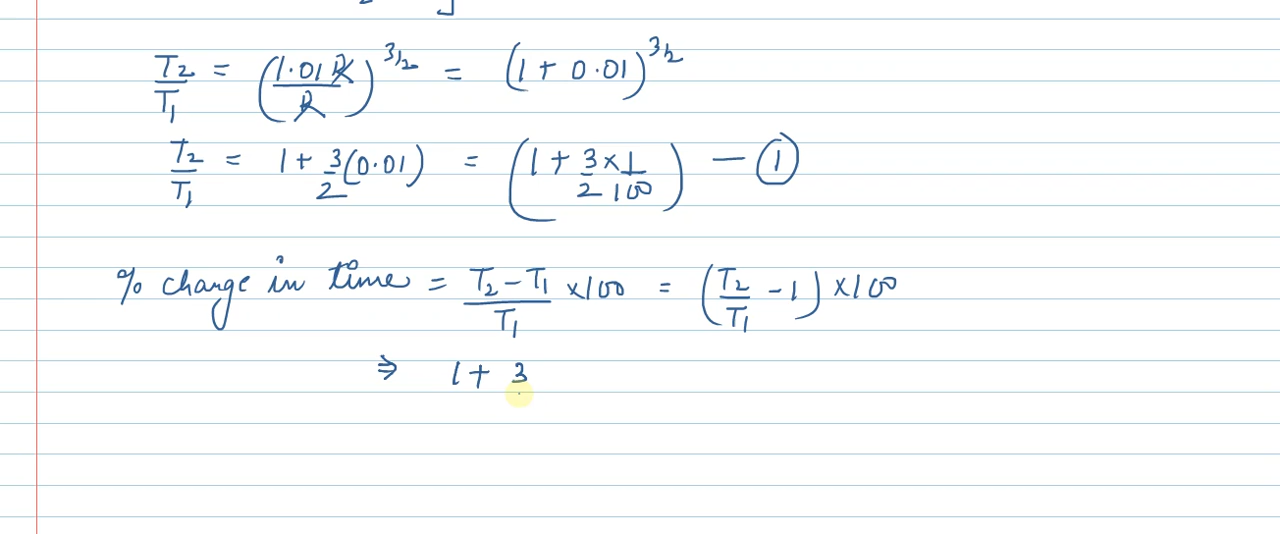 T2/T1 = (1.01R/R)^3/2 = (1 + 0.01)^3/2
T2/T1 = 1 + 3/2(0.01) = (1 + 3/2 × 1/100) — ①
% change in time = T2 − T1/T1 × 100 = (T2/T1 − 1) × 100
⇒ 1 + 3